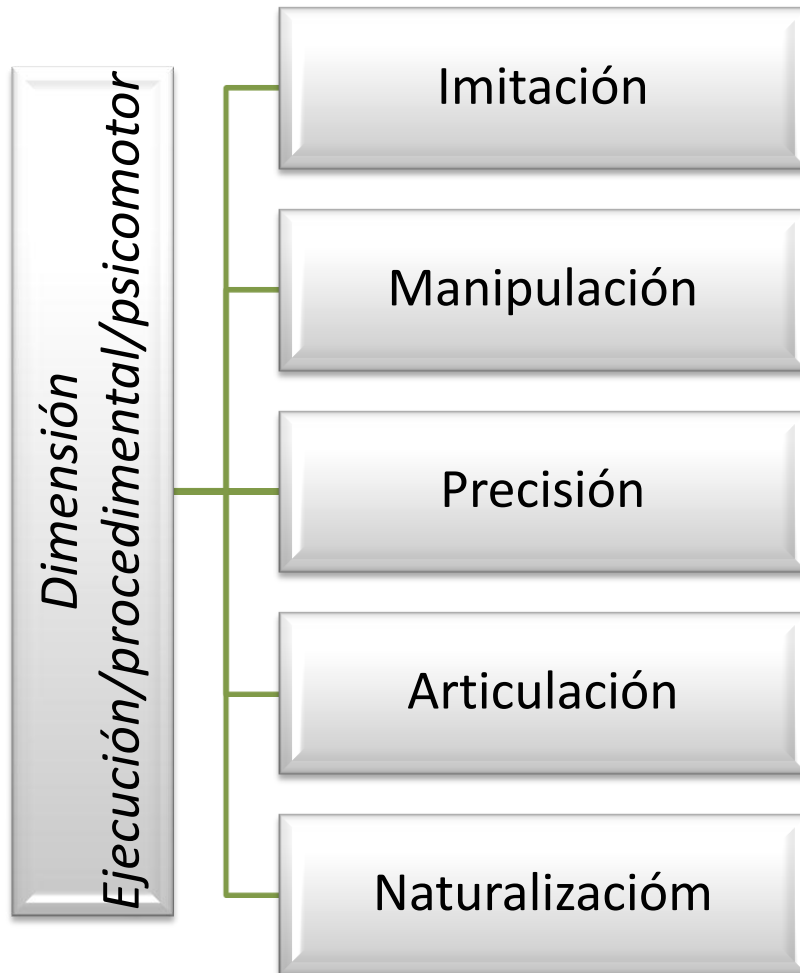 Dimensión
Ejecución/procedimental/psicomotor
Imitación
Manipulación
Precisión
Articulación
Naturalizacióm